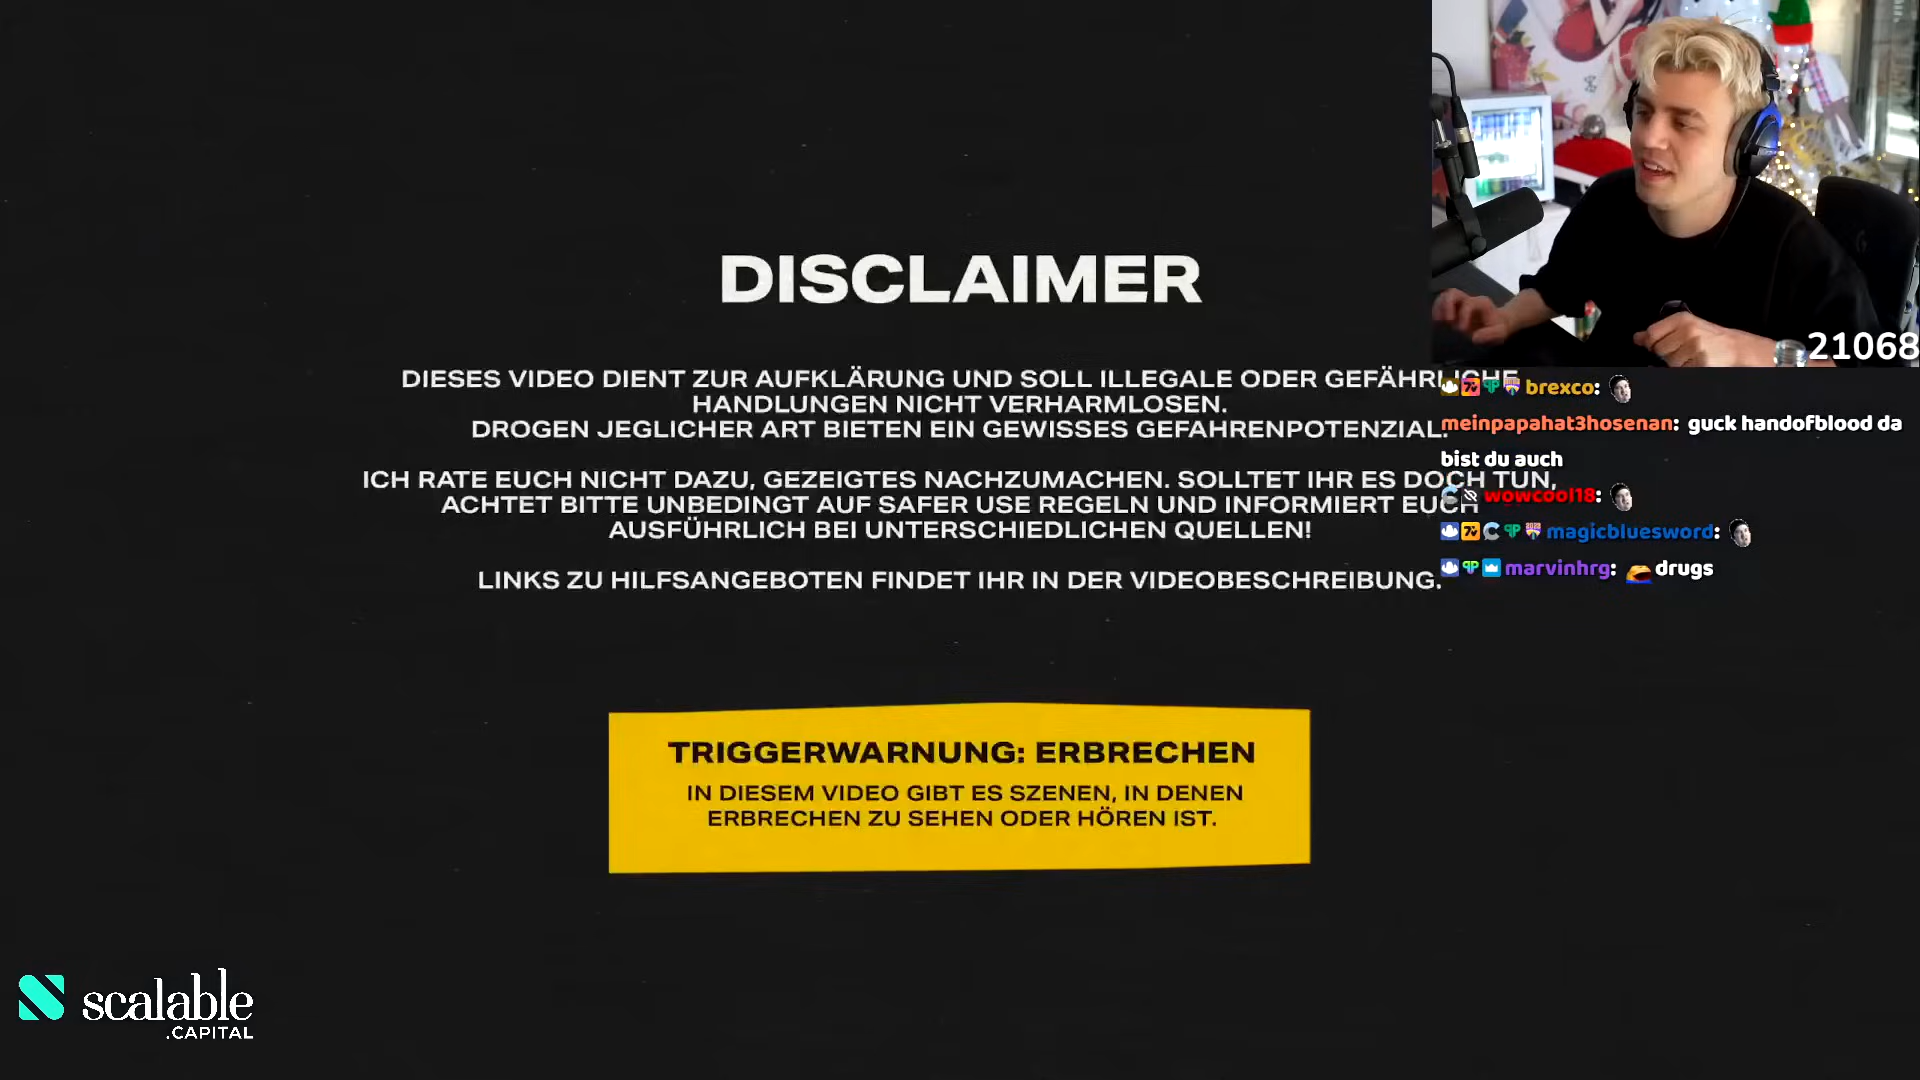 DISCLAIMER
DIESES VIDEO DIENT ZUR AUFKLÄRUNG UND SOLL ILLEGALE ODER GEFÄHRLICHE
HANDLUNGEN NICHT VERHARMLOSEN.
DROGEN JEGLICHER ART BIETEN EIN GEWISSES GEFAHRENPOTENZIAL.
ICH RATE EUCH NICHT DAZU, GEZEIGTES NACHZUMACHEN. SOLLTET IHR ES DOCH TUN,
ACHTET BITTE UNBEDINGT AUF SAFER USE REGELN UND INFORMIERT EUCH
AUSFÜHRLICH BEI UNTERSCHIEDLICHEN QUELLEN!
LINKS ZU HILFSANGEBOTEN FINDET IHR IN DER VIDEOBESCHREIBUNG.
TRIGGERWARNUNG: ERBRECHEN
IN DIESEM VIDEO GIBT ES SZENEN, IN DENEN
ERBRECHEN ZU SEHEN ODER HÖREN IST.
21068
brexco:
meinpapahat3hosenan: guck handofblood da
bist du auch
wowcool18:
magicbluesword:
marvinhrg: drugs
scalable
.CAPITAL